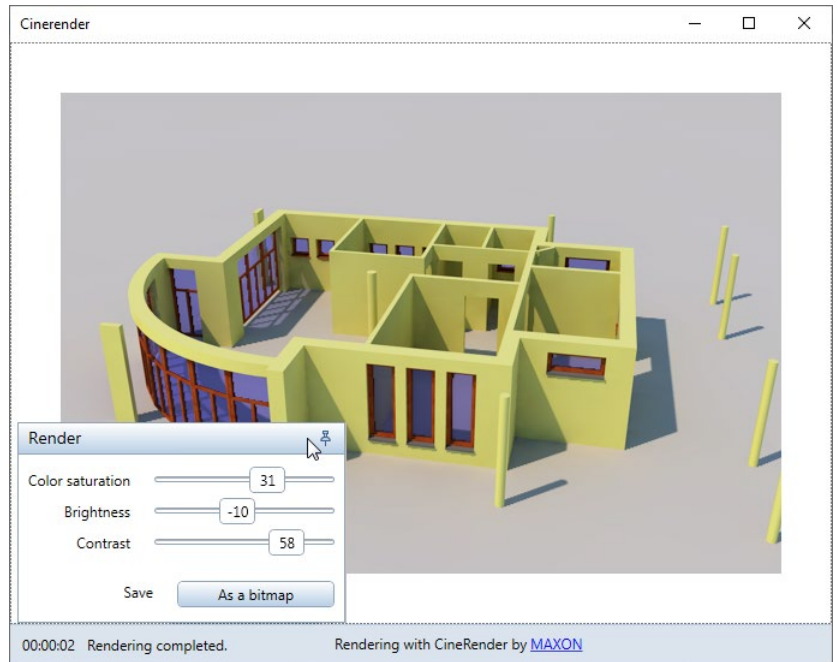 Cinerender
Render
Color saturation 31
Brightness -10
Contrast 58
Save As a bitmap
00:00:02 Rendering completed. Rendering with CineRender by MAXON